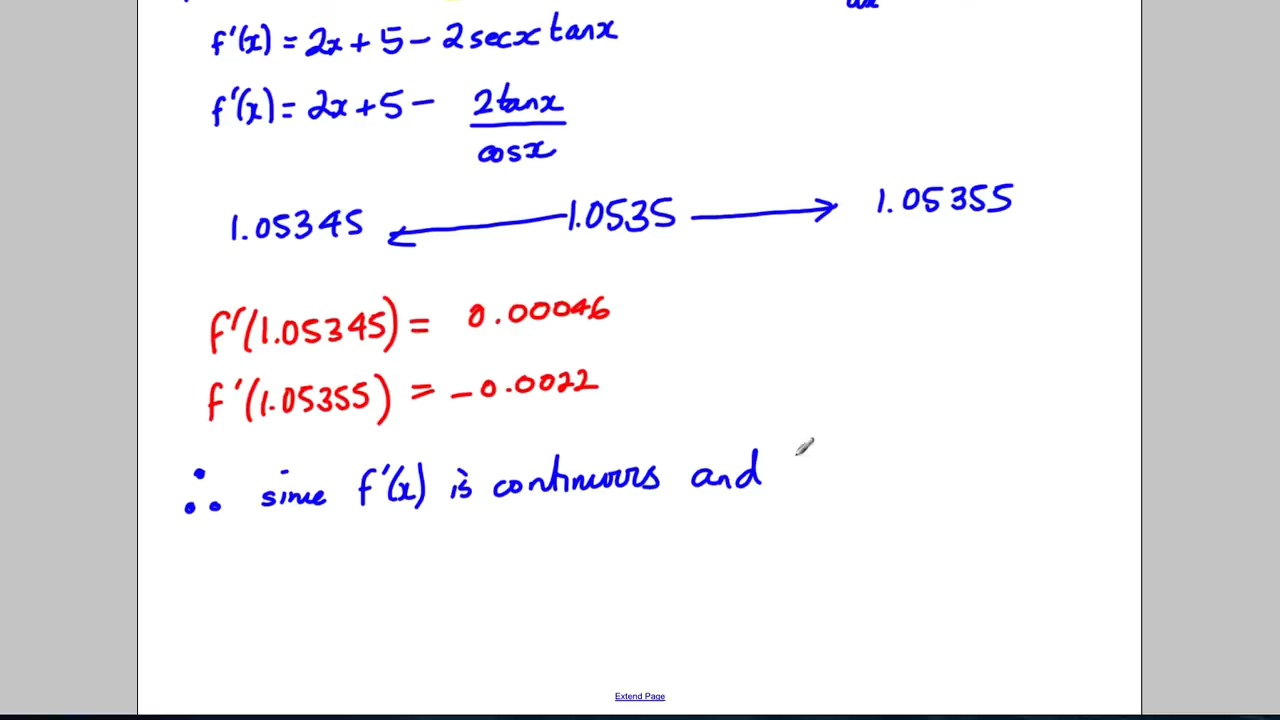 dx
f'(x) = 2x + 5 - 2secx tanx
f'(x) = 2x + 5 - 2tanx / cosx
1.05345 ← 1.0535 → 1.05355
f'(1.05345) = 0.00046
f'(1.05355) = -0.0022
∴ since f'(x) is continuous and
Extend Page